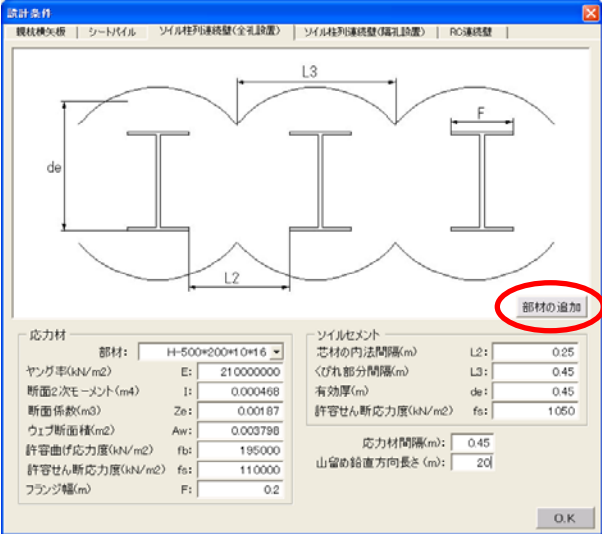 設計条件
親杭横矢板 | シートパイル ソイル柱列連続壁(全孔設置) | ソイル柱列連続壁(隔孔設置) | RC連続壁 |
L3
F
de
L2
部材の追加
応力材
部材: H-500*200*10*16
ヤング率(kN/m2) E: 210000000
断面2次モーメント(m4) I: 0.000468
断面係数(m3) Ze: 0.00187
ウェブ断面積(m2) Aw: 0.003798
許容曲げ応力度(kN/m2) fb: 195000
許容せん断応力度(kN/m2) fs: 110000
フランジ幅(m) F: 0.2
ソイルセメント
芯材の内法間隔(m) L2: 0.25
くびれ部分間隔(m) L3: 0.45
有効厚(m) de: 0.45
許容せん断応力度(kN/m2) fs: 1050
応力材間隔(m): 0.45
山留め鉛直方向長さ(m): 20
O.K